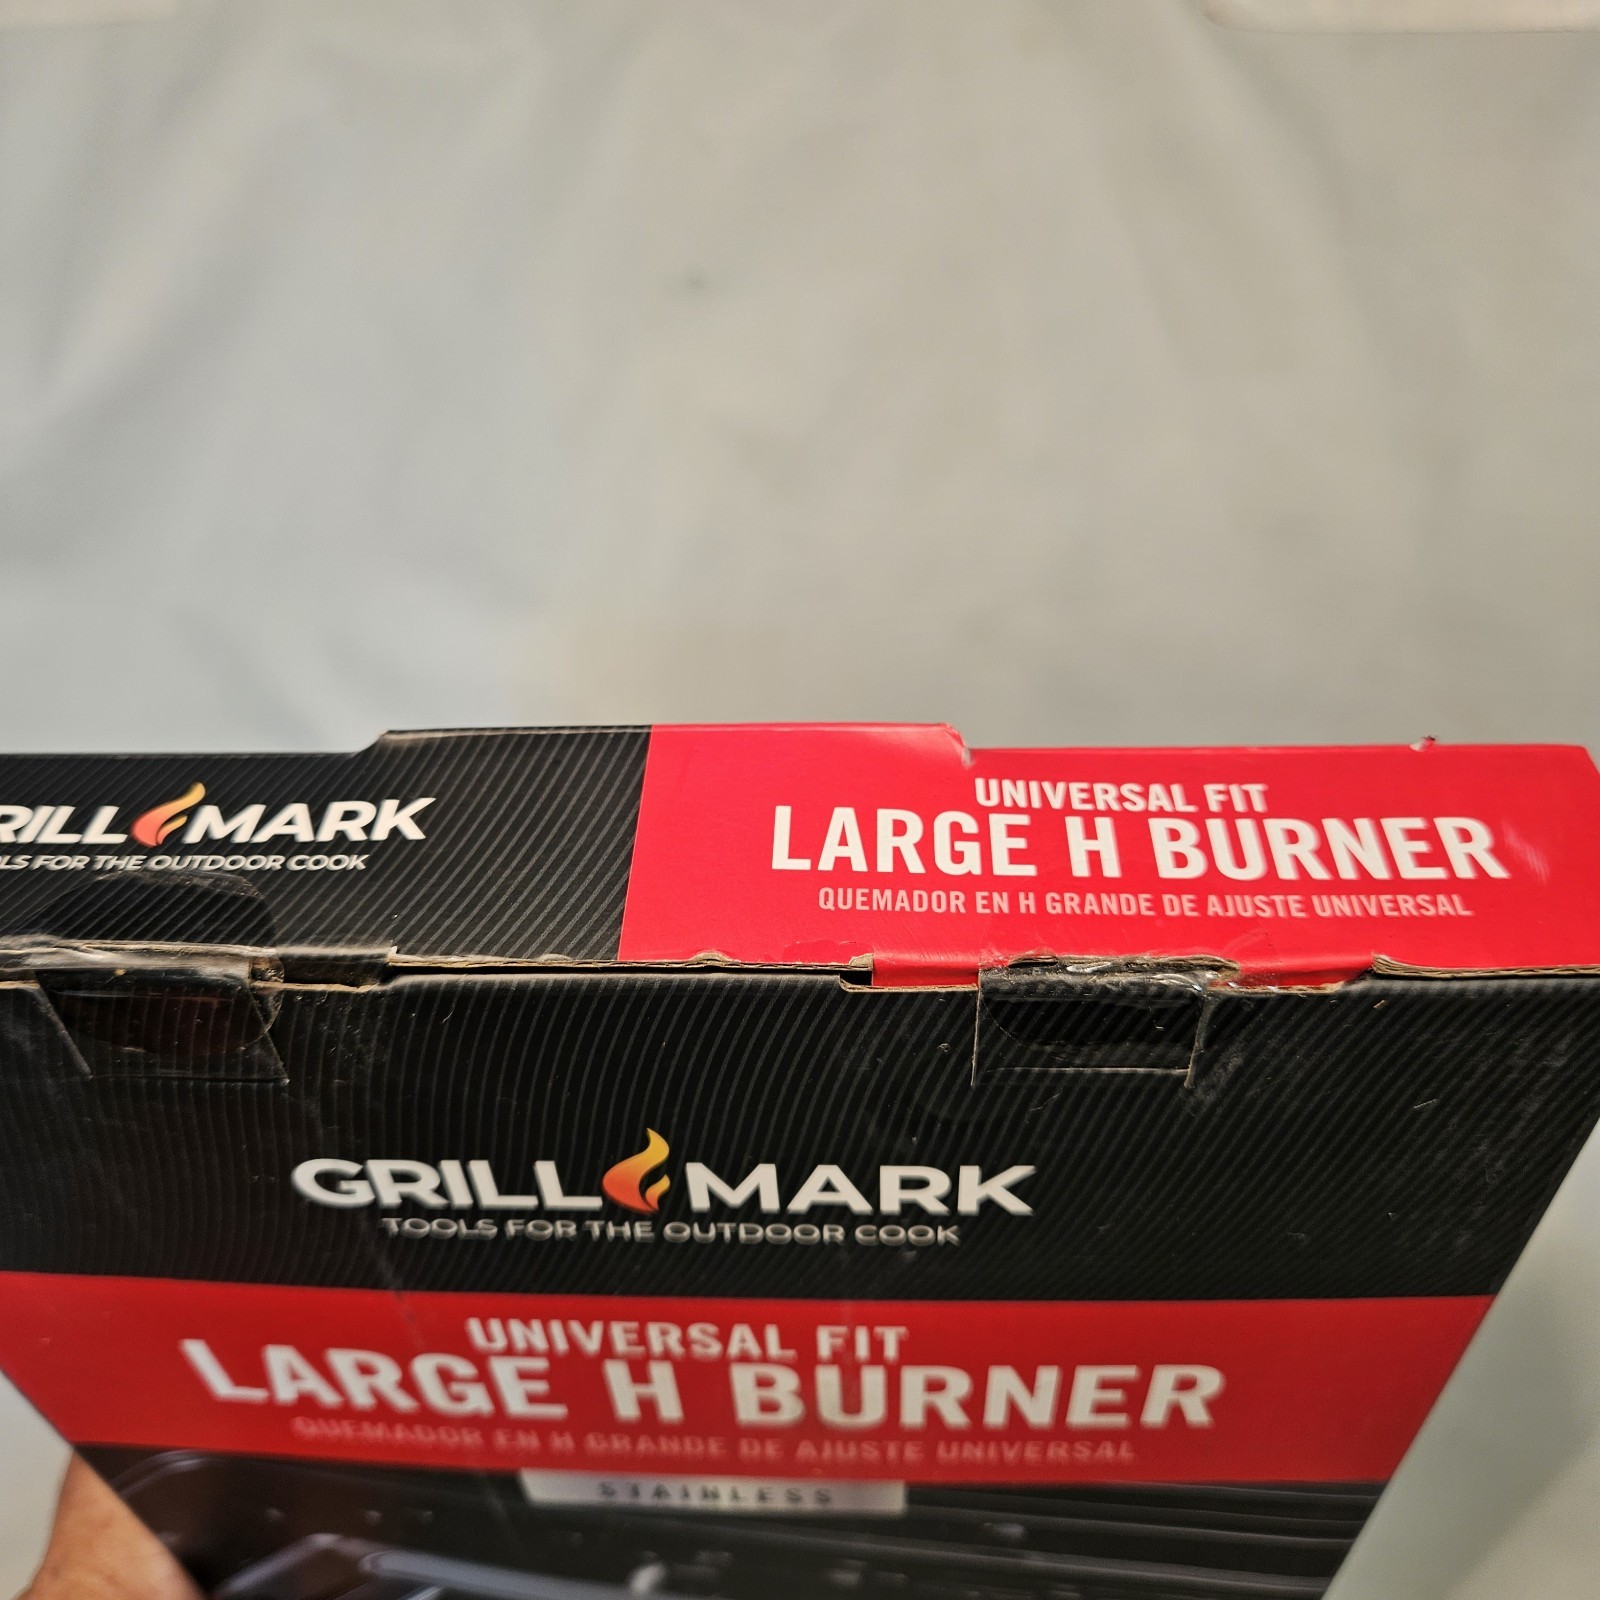 RILL MARK
LS FOR THE OUTDOOR COOK
UNIVERSAL FIT
LARGE H BURNER
QUEMADOR EN H GRANDE DE AJUSTE UNIVERSAL
GRILL MARK
TOOLS FOR THE OUTDOOR COOK
UNIVERSAL FIT
LARGE H BURNER
QUEMADOR EN H GRANDE DE AJUSTE UNIVERSAL
STAINLESS